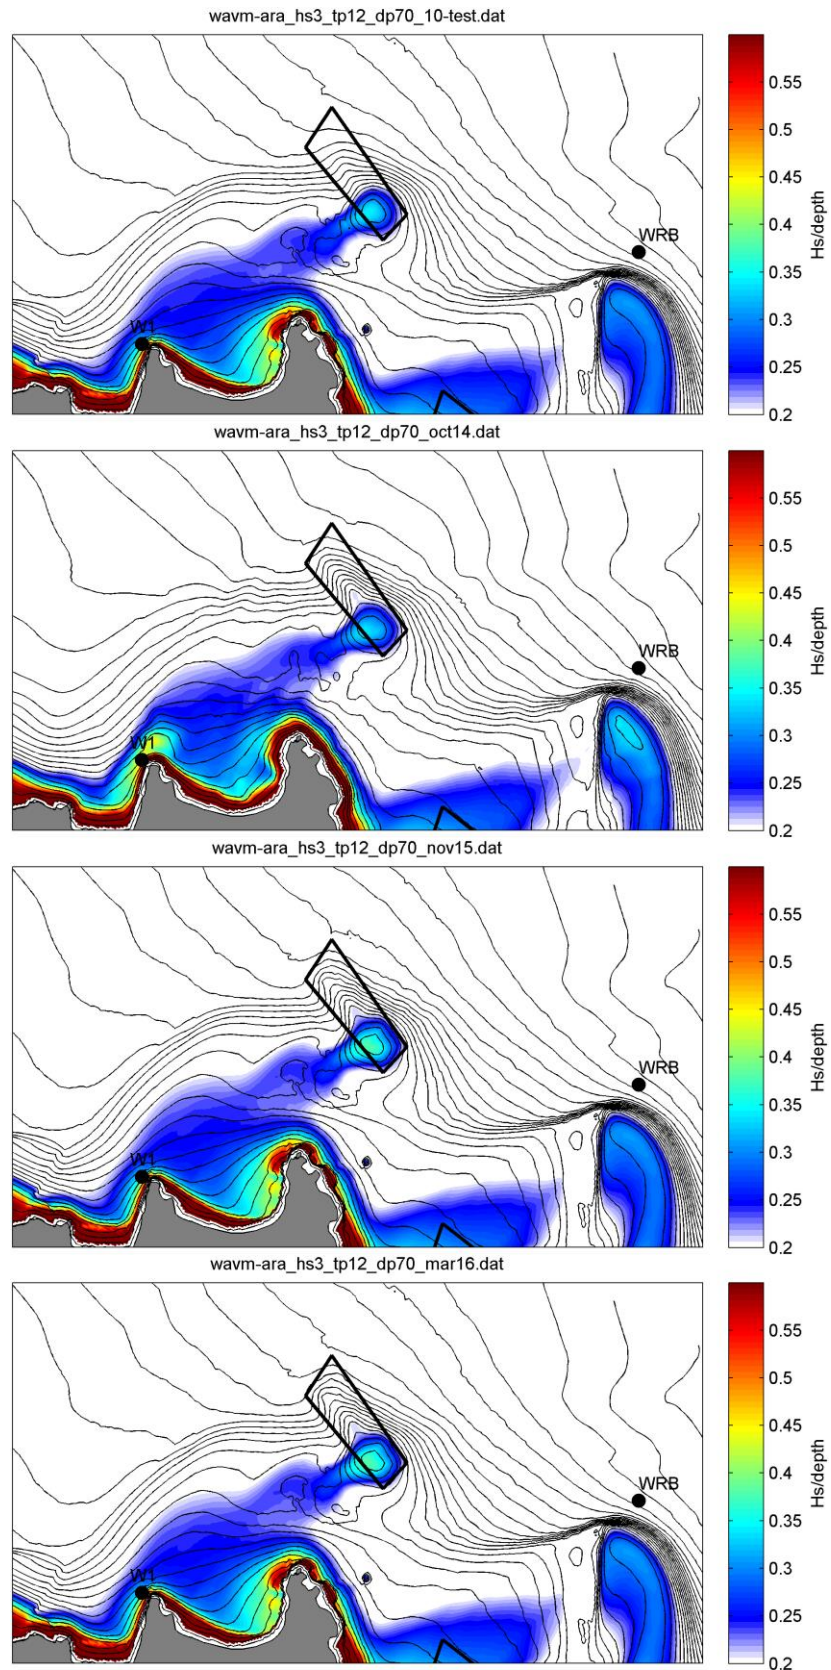 wavm-ara_hs3_tp12_dp70_10-test.dat
WRB
W1
0.55
0.5
0.45
0.4
0.35
0.3
0.25
0.2
Hs/depth
wavm-ara_hs3_tp12_dp70_oct14.dat
WRB
W1
0.55
0.5
0.45
0.4
0.35
0.3
0.25
0.2
Hs/depth
wavm-ara_hs3_tp12_dp70_nov15.dat
WRB
W1
0.55
0.5
0.45
0.4
0.35
0.3
0.25
0.2
Hs/depth
wavm-ara_hs3_tp12_dp70_mar16.dat
WRB
W1
0.55
0.5
0.45
0.4
0.35
0.3
0.25
0.2
Hs/depth